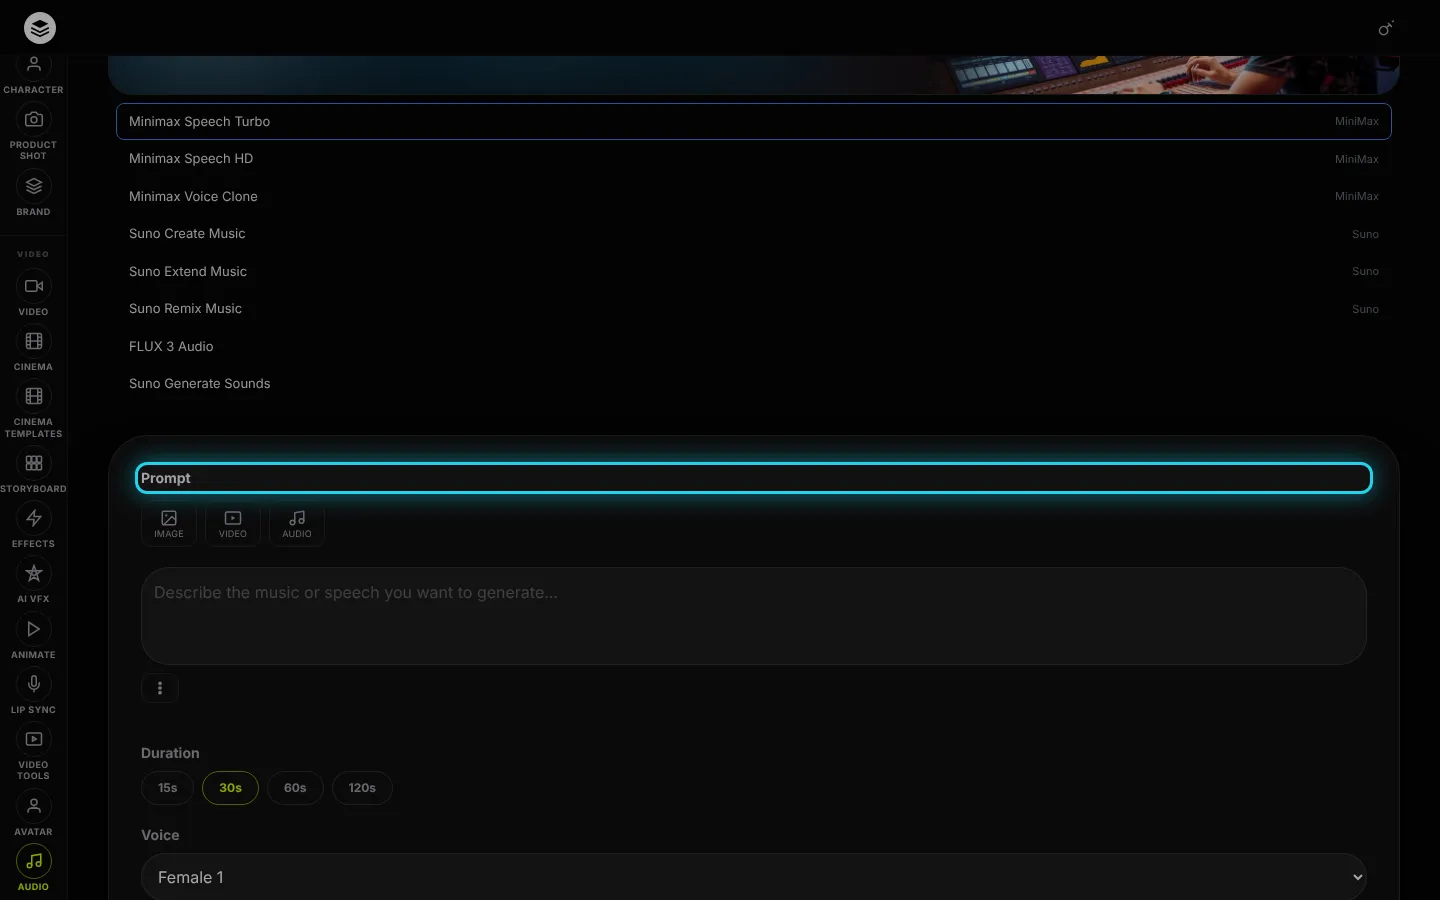 CHARACTER
PRODUCT
SHOT
BRAND
VIDEO
VIDEO
CINEMA
CINEMA
TEMPLATES
STORYBOARD
EFFECTS
AI VFX
ANIMATE
LIP SYNC
VIDEO
TOOLS
AVATAR
AUDIO
Minimax Speech Turbo MiniMax
Minimax Speech HD MiniMax
Minimax Voice Clone MiniMax
Suno Create Music Suno
Suno Extend Music Suno
Suno Remix Music Suno
FLUX 3 Audio
Suno Generate Sounds
Prompt
IMAGE VIDEO AUDIO
Describe the music or speech you want to generate...
Duration
15s 30s 60s 120s
Voice
Female 1